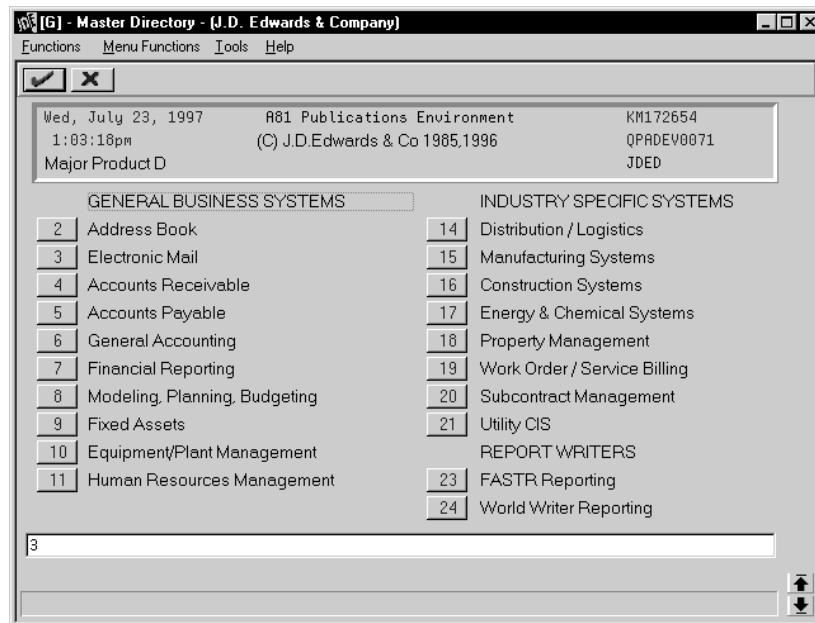 [G] - Master Directory - (J.D. Edwards & Company)
Functions Menu Functions Tools Help
Wed, July 23, 1997 A81 Publications Environment KM172654
1:03:18pm (C) J.D.Edwards & Co 1985,1996 QPADEV0071
Major Product D JDED
GENERAL BUSINESS SYSTEMS
2 Address Book
3 Electronic Mail
4 Accounts Receivable
5 Accounts Payable
6 General Accounting
7 Financial Reporting
8 Modeling, Planning, Budgeting
9 Fixed Assets
10 Equipment/Plant Management
11 Human Resources Management
INDUSTRY SPECIFIC SYSTEMS
14 Distribution / Logistics
15 Manufacturing Systems
16 Construction Systems
17 Energy & Chemical Systems
18 Property Management
19 Work Order / Service Billing
20 Subcontract Management
21 Utility CIS
REPORT WRITERS
23 FASTR Reporting
24 World Writer Reporting
3